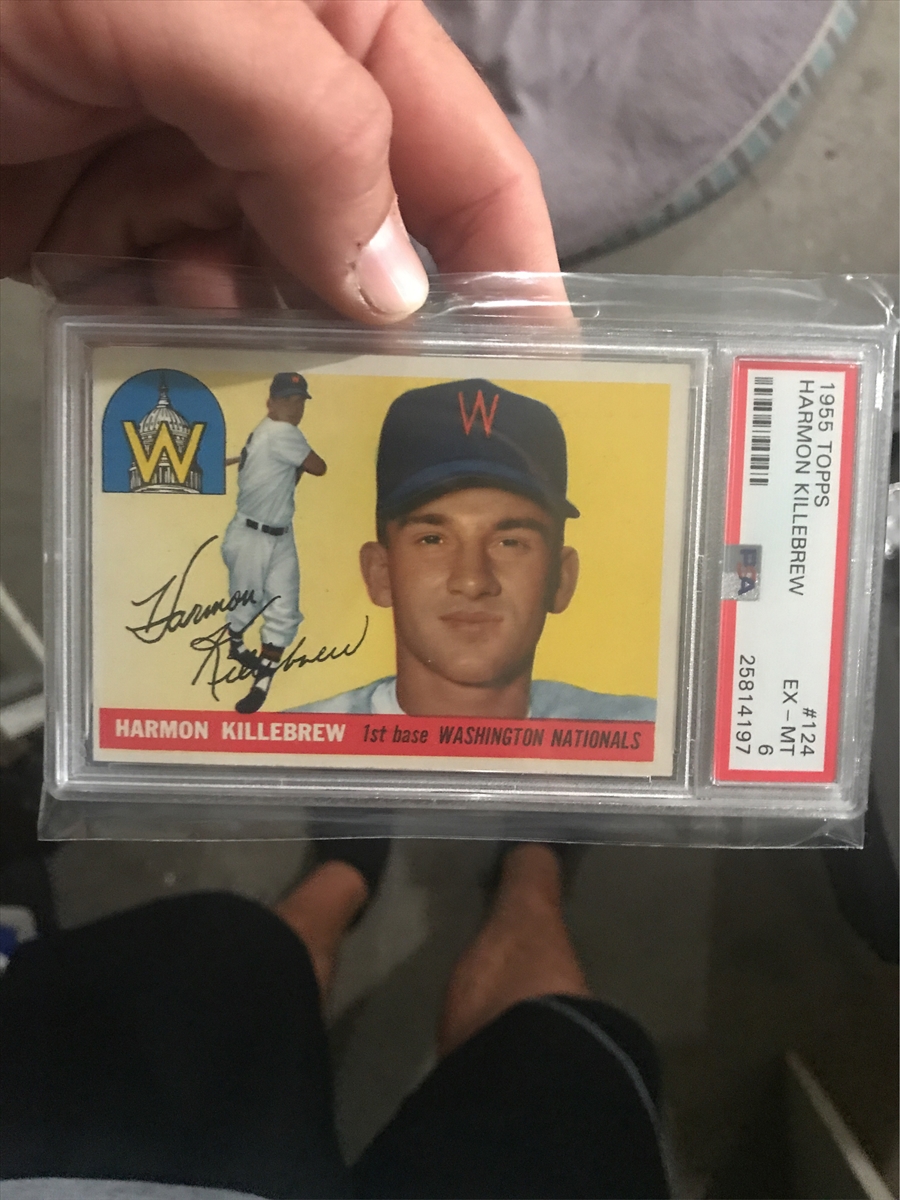 W
W
Harmon
Killebrew
HARMON KILLEBREW 1st base WASHINGTON NATIONALS
1955 TOPPS #124
HARMON KILLEBREW EX - MT
6
PSA
25814197